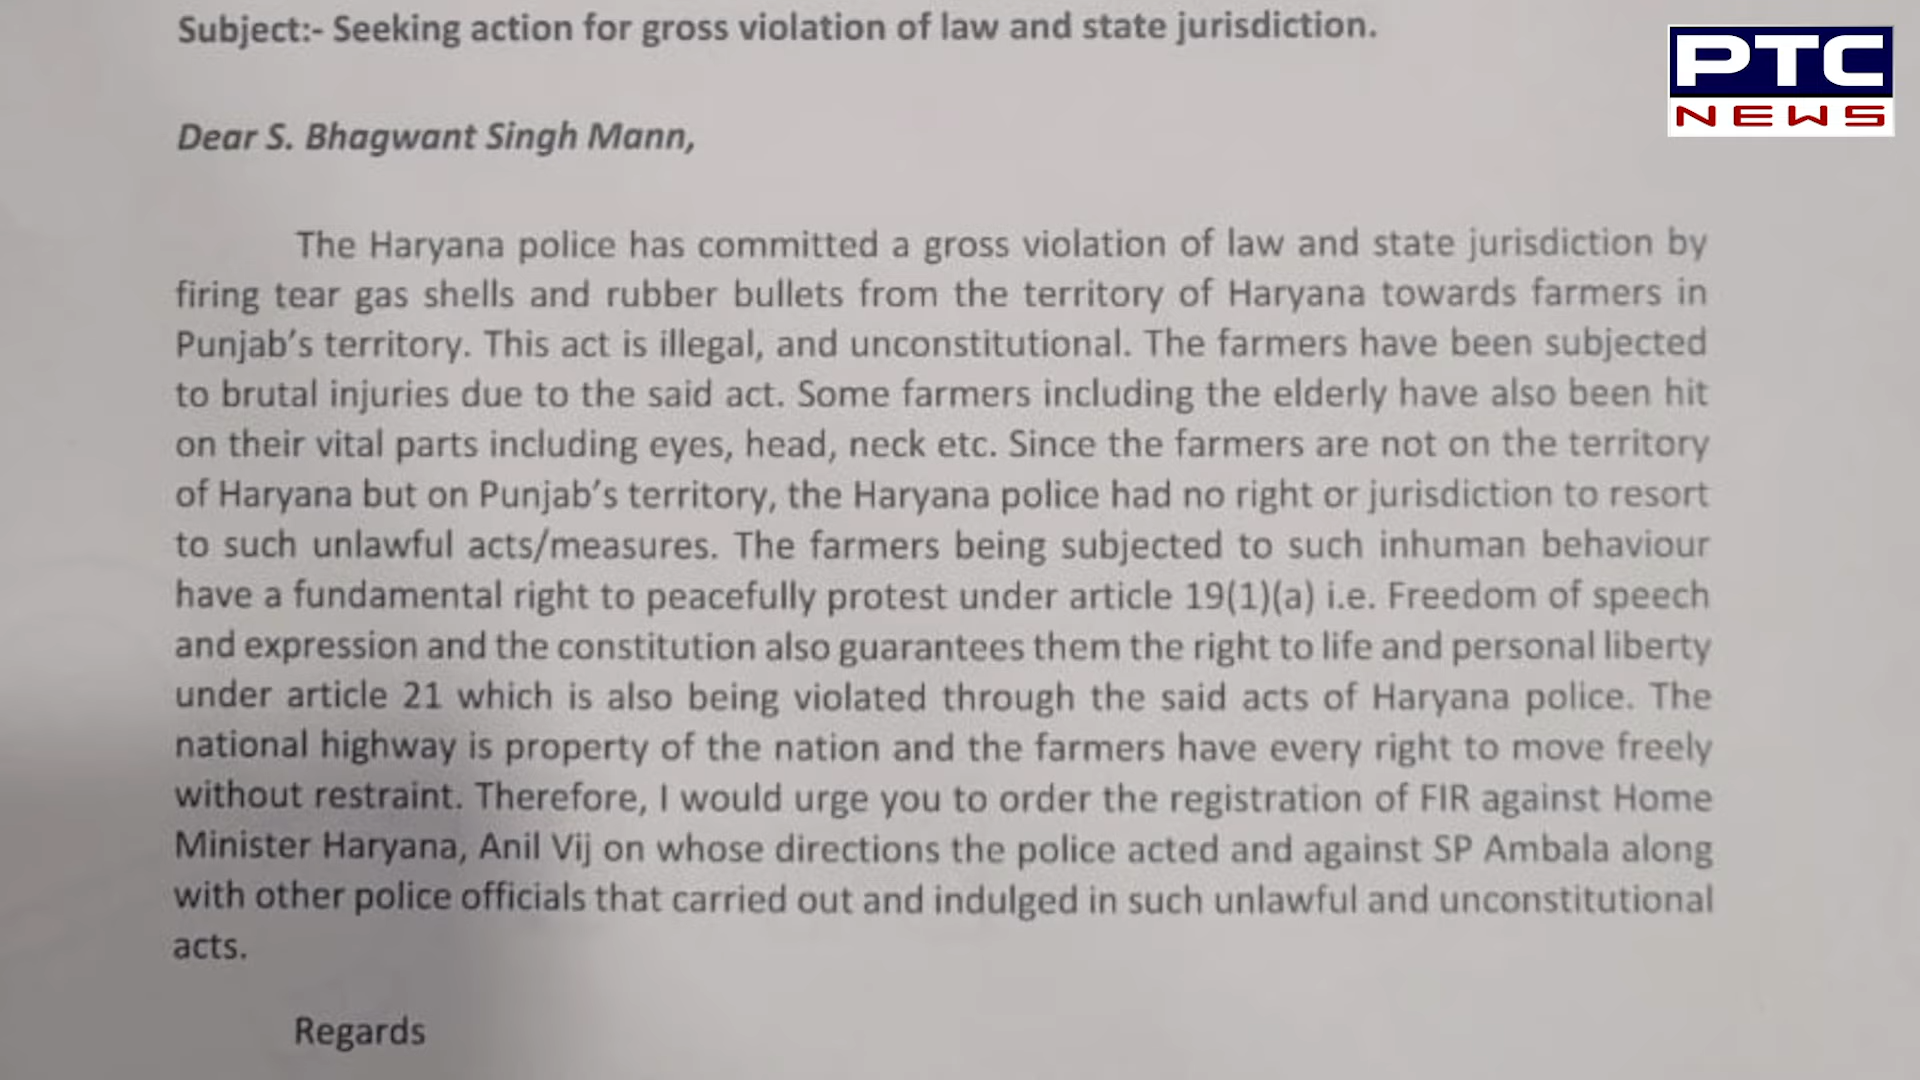 Subject:- Seeking action for gross violation of law and state jurisdiction.
PTC
NEWS
Dear S. Bhagwant Singh Mann,
The Haryana police has committed a gross violation of law and state jurisdiction by
firing tear gas shells and rubber bullets from the territory of Haryana towards farmers in
Punjab's territory. This act is illegal, and unconstitutional. The farmers have been subjected
to brutal injuries due to the said act. Some farmers including the elderly have also been hit
on their vital parts including eyes, head, neck etc. Since the farmers are not on the territory
of Haryana but on Punjab's territory, the Haryana police had no right or jurisdiction to resort
to such unlawful acts/measures. The farmers being subjected to such inhuman behaviour
have a fundamental right to peacefully protest under article 19(1)(a) i.e. Freedom of speech
and expression and the constitution also guarantees them the right to life and personal liberty
under article 21 which is also being violated through the said acts of Haryana police. The
national highway is property of the nation and the farmers have every right to move freely
without restraint. Therefore, I would urge you to order the registration of FIR against Home
Minister Haryana, Anil Vij on whose directions the police acted and against SP Ambala along
with other police officials that carried out and indulged in such unlawful and unconstitutional
acts.
Regards